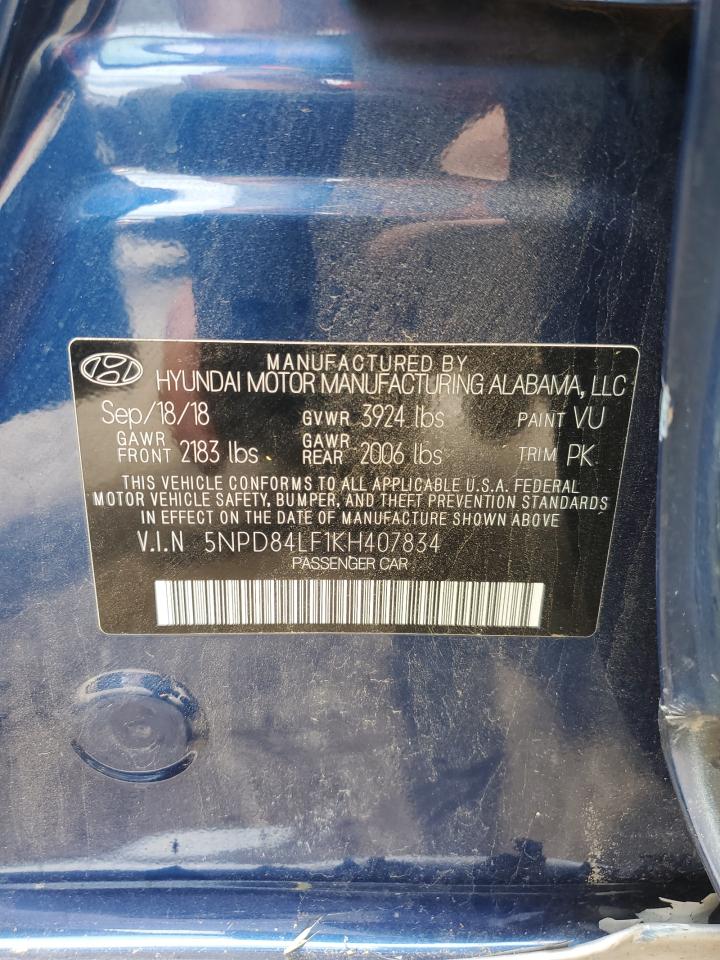 MANUFACTURED BY
HYUNDAI MOTOR MANUFACTURING ALABAMA, LLC
Sep/18/18 GVWR 3924 lbs PAINT VU
GAWR FRONT 2183 lbs GAWR REAR 2006 lbs TRIM PK
THIS VEHICLE CONFORMS TO ALL APPLICABLE U.S.A. FEDERAL
MOTOR VEHICLE SAFETY, BUMPER, AND THEFT PREVENTION STANDARDS
IN EFFECT ON THE DATE OF MANUFACTURE SHOWN ABOVE
V.I.N 5NPD84LF1KH407834
PASSENGER CAR